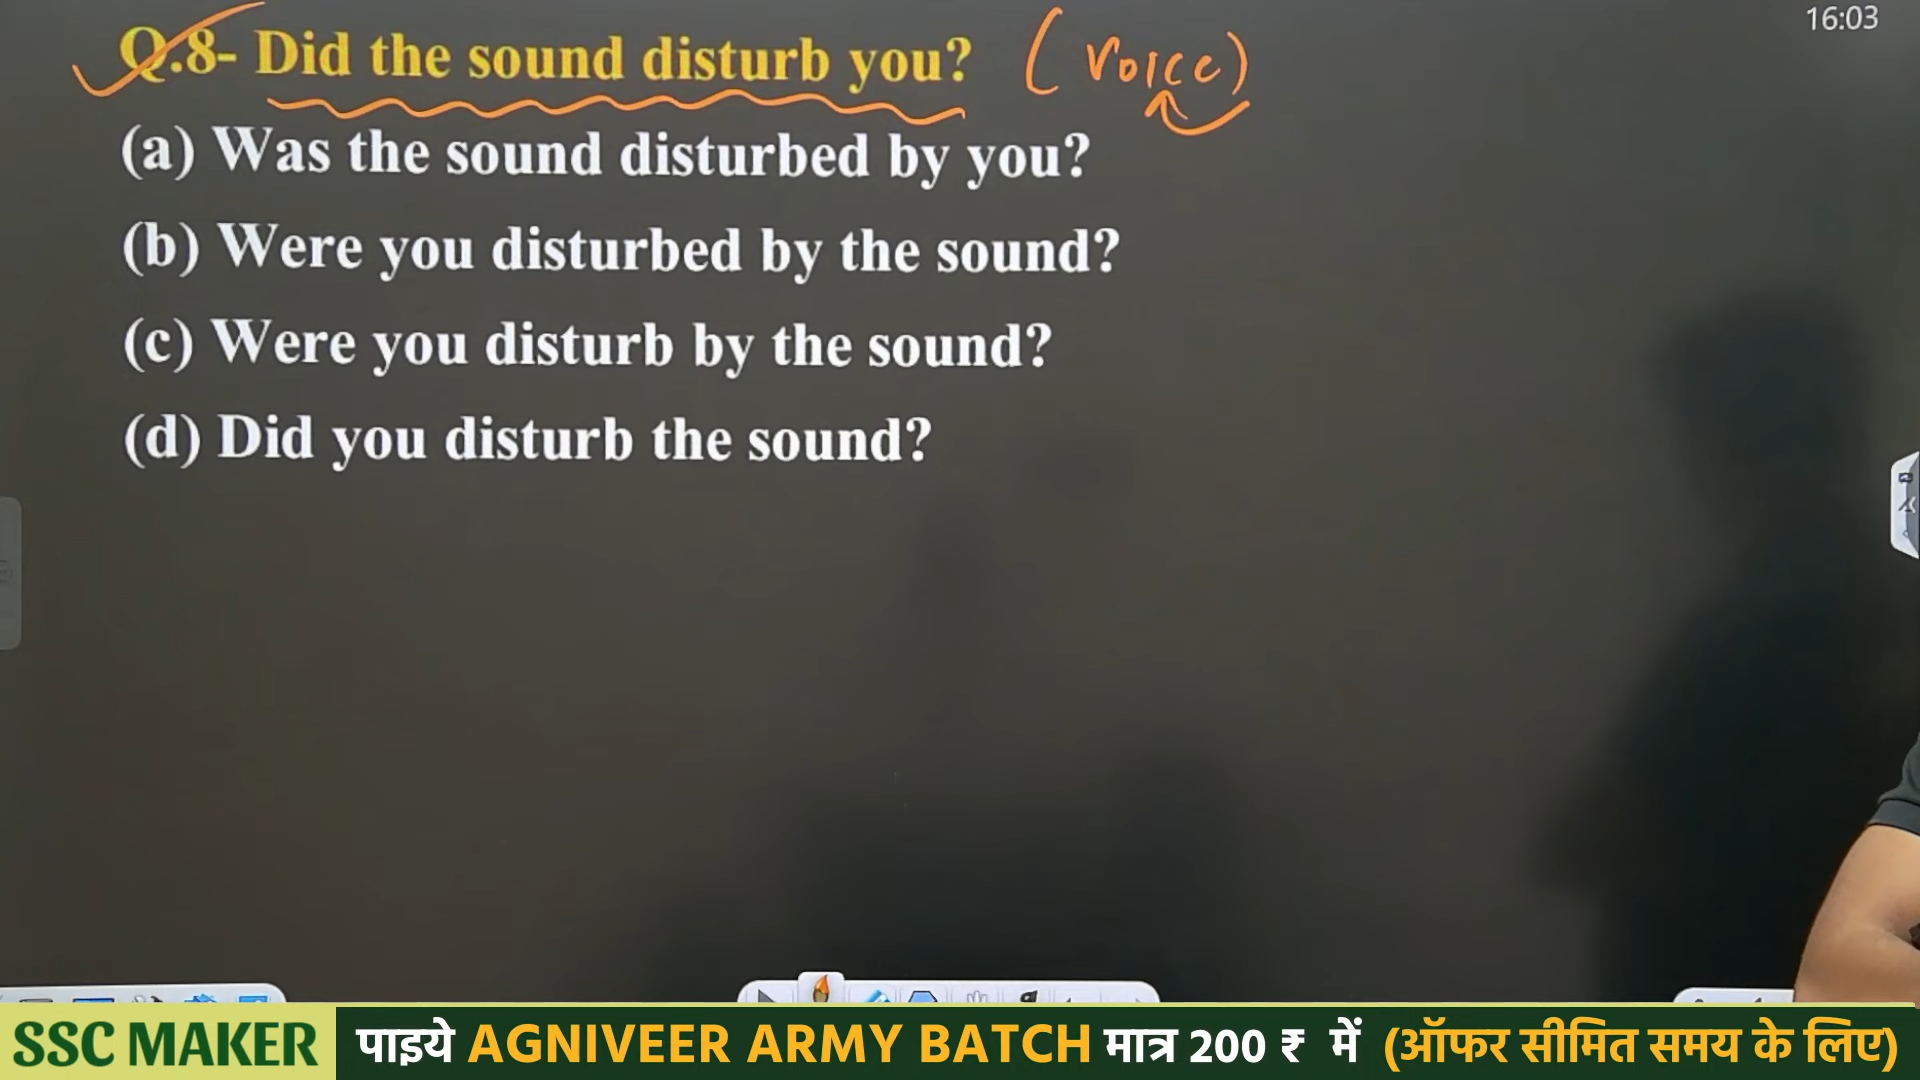 16:03
Q.8- Did the sound disturb you? (Voice)
(a) Was the sound disturbed by you?
(b) Were you disturbed by the sound?
(c) Were you disturb by the sound?
(d) Did you disturb the sound?
SSC MAKER पाइये AGNIVEER ARMY BATCH मात्र 200 ₹ में (ऑफर सीमित समय के लिए)